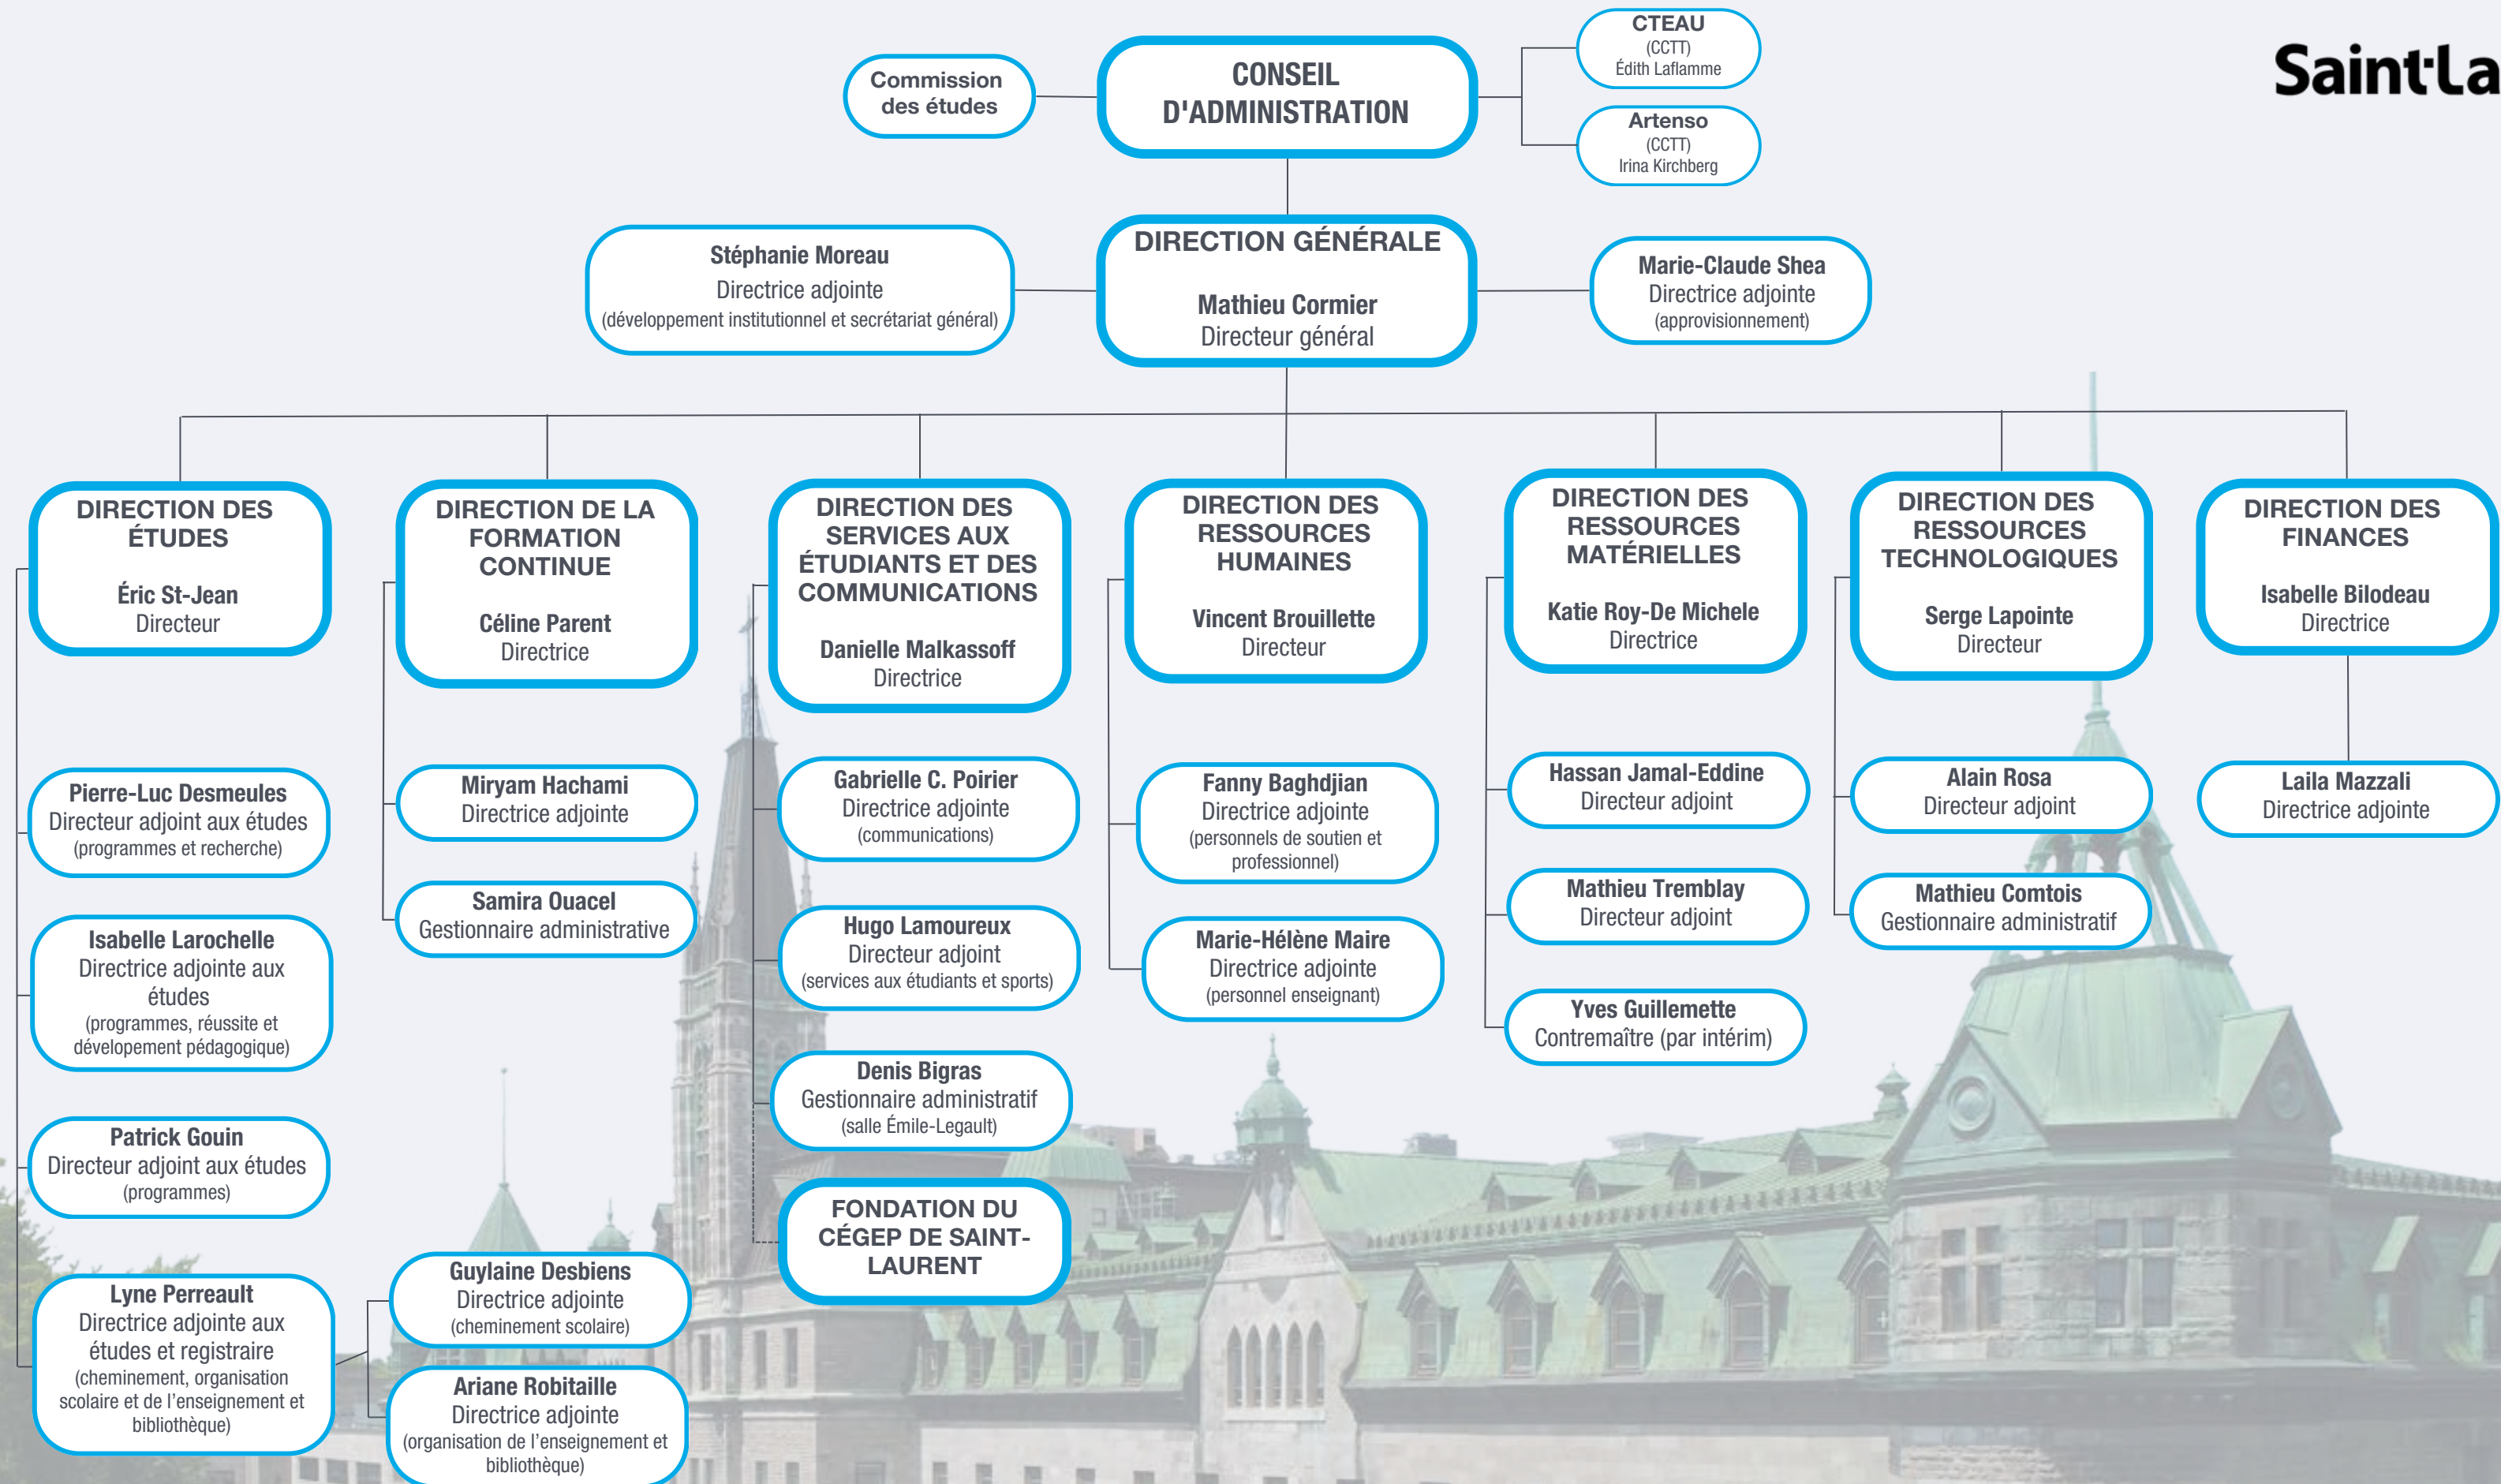 Commission
des études
CONSEIL
D'ADMINISTRATION
CTEAU
(CCTT)
Édith Laflamme
Artenso
(CCTT)
Irina Kirchberg
Saint·La
Stéphanie Moreau
Directrice adjointe
(développement institutionnel et secrétariat général)
DIRECTION GÉNÉRALE
Mathieu Cormier
Directeur général
Marie-Claude Shea
Directrice adjointe
(approvisionnement)
DIRECTION DES
ÉTUDES
Éric St-Jean
Directeur
DIRECTION DE LA
FORMATION
CONTINUE
Céline Parent
Directrice
DIRECTION DES
SERVICES AUX
ÉTUDIANTS ET DES
COMMUNICATIONS
Danielle Malkassoff
Directrice
DIRECTION DES
RESSOURCES
HUMAINES
Vincent Brouillette
Directeur
DIRECTION DES
RESSOURCES
MATÉRIELLES
Katie Roy-De Michele
Directrice
DIRECTION DES
RESSOURCES
TECHNOLOGIQUES
Serge Lapointe
Directeur
DIRECTION DES
FINANCES
Isabelle Bilodeau
Directrice
Pierre-Luc Desmeules
Directeur adjoint aux études
(programmes et recherche)
Isabelle Larochelle
Directrice adjointe aux
études
(programmes, réussite et
dévelopement pédagogique)
Patrick Gouin
Directeur adjoint aux études
(programmes)
Lyne Perreault
Directrice adjointe aux
études et registraire
(cheminement, organisation
scolaire et de l'enseignement et
bibliothèque)
Guylaine Desbiens
Directrice adjointe
(cheminement scolaire)
Ariane Robitaille
Directrice adjointe
(organisation de l'enseignement et
bibliothèque)
Miryam Hachami
Directrice adjointe
Samira Ouacel
Gestionnaire administrative
Gabrielle C. Poirier
Directrice adjointe
(communications)
Hugo Lamoureux
Directeur adjoint
(services aux étudiants et sports)
Denis Bigras
Gestionnaire administratif
(salle Émile-Legault)
FONDATION DU
CÉGEP DE SAINT-
LAURENT
Fanny Baghdjian
Directrice adjointe
(personnels de soutien et
professionnel)
Marie-Hélène Maire
Directrice adjointe
(personnel enseignant)
Hassan Jamal-Eddine
Directeur adjoint
Mathieu Tremblay
Directeur adjoint
Yves Guillemette
Contremaître (par intérim)
Alain Rosa
Directeur adjoint
Mathieu Comtois
Gestionnaire administratif
Laila Mazzali
Directrice adjointe